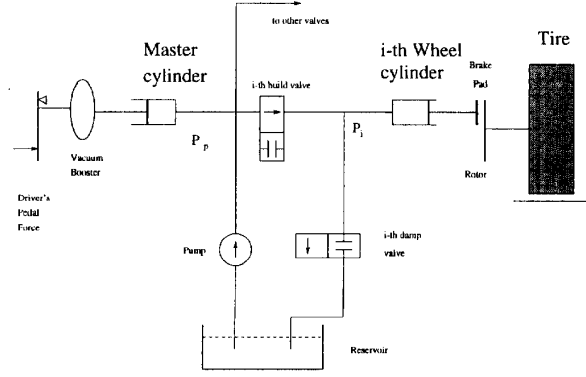 to other valves
Tire
Master
cylinder
i-th Wheel
cylinder
Brake
Pad
i-th build valve
P p
P i
Vacuum
Booster
Rotor
Driver's
Pedal
Force
Pump
i-th damp
valve
Reservoir